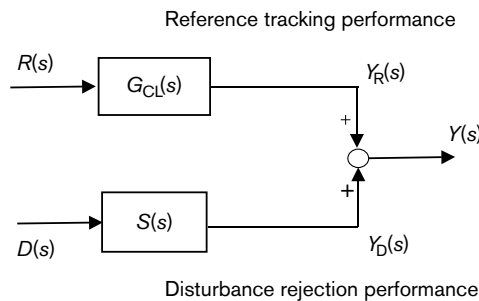 Reference tracking performance
R(s)
G_CL(s)
Y_R(s)
+
Y(s)
+
S(s)
D(s)
Y_D(s)
Disturbance rejection performance